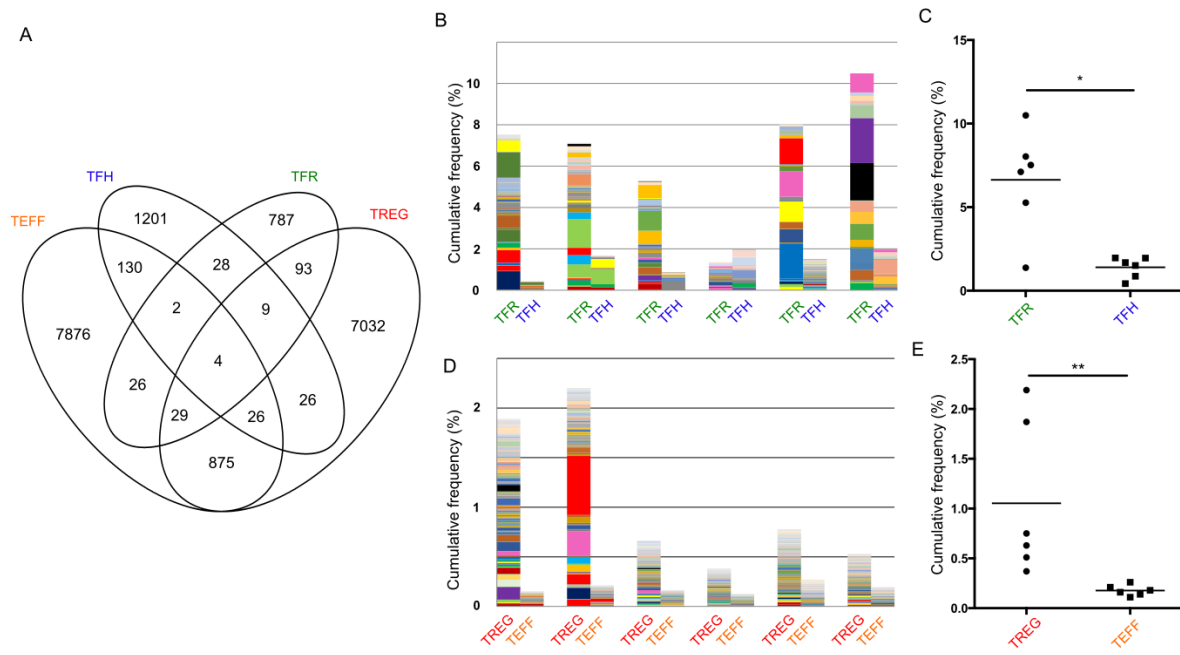 A
TFH
TFR
TEFF
TREG
1201
787
130
28
93
2
9
7876
7032
4
26
29
26
26
875
B
Cumulative frequency (%)
10
8
6
4
2
0
TFR TFH TFR TFH TFR TFH TFR TFH TFR TFH TFR TFH
C
Cumulative frequency (%)
15
10
5
0
*
TFR TFH
D
Cumulative frequency (%)
2
1
0
TREG TEFF TREG TEFF TREG TEFF TREG TEFF TREG TEFF TREG TEFF
E
Cumulative frequency (%)
2.5
2.0
1.5
1.0
0.5
0.0
**
TREG TEFF